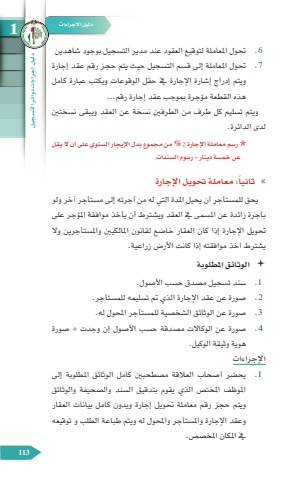 دليل الاجراءات
1
دليل إجراءات دوائر التسجيل
6. تحول المعاملة لتوقيع العقود عند مدير التسجيل بوجود شاهدين
7. تحول المعاملة إلى قسم التسجيل حيث يتم حجز رقم عقد إجارة
ويتم إدراج إشارة الإجارة في حقل الوقوعات ويكتب عبارة كامل
هذه القطعة مؤجرة بموجب عقد إجارة رقم...
ويتم تسليم كل طرف من الطرفين نسخة عن العقد ويبقى نسختين
لدى الدائرة.
* رسم معاملة الإجارة 2% من مجموع بدل الإيجار السنوي على أن لا يقل
عن خمسة دينار - رسوم السندات
» ثانياً: معاملة تحويل الإجارة
يحق للمستأجر أن يحيل المدة التي له من أجرته إلى مستأجر آخر ولو
بأجرة زائدة عن المسمى في العقد ويشترط أن يأخذ موافقة المؤجر على
تحويل الإجارة إذا كان العقار خاضع لقانون المالكيين والمستأجرين ولا
يشترط اخذ موافقته إذا كانت الأرض زراعية.
+ الوثائق المطلوبة
1. سند تسجيل مصدق حسب الأصول.
2. صورة عن عقد الإجارة الذي تم تسليمه للمستأجر.
3. صورة عن الوثائق الشخصية للمستأجر المحول له.
4. صورة عن الوكالات مصدقة حسب الأصول إن وجدت + صورة
هوية وثيقة الوكيل.
الإجراءات
1. يحضر أصحاب العلاقة مصطحبين كامل الوثائق المطلوبة إلى
الموظف المختص الذي يقوم بتدقيق السند والصحيفة والوثائق
ويتم حجز رقم معاملة تحويل إجارة ويدون كامل بيانات العقار
وعقد الإجارة والمستأجر والمحول له ويتم طباعة الطلب و توقيعه
في المكان المخصص.
113